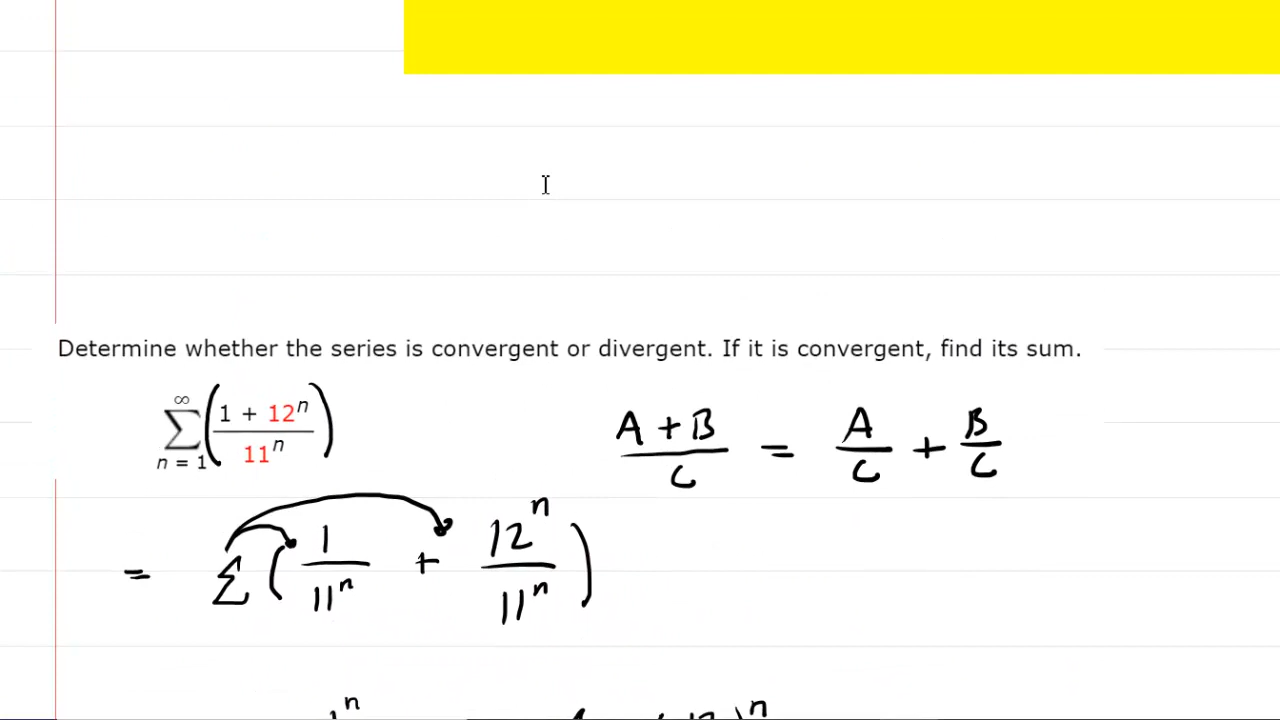 Determine whether the series is convergent or divergent. If it is convergent, find its sum.
∞
∑ ( (1 + 12ⁿ) / 11ⁿ )
n = 1
(A + B) / C = A/C + B/C
= Σ ( 1/11ⁿ + 12ⁿ/11ⁿ )
n n